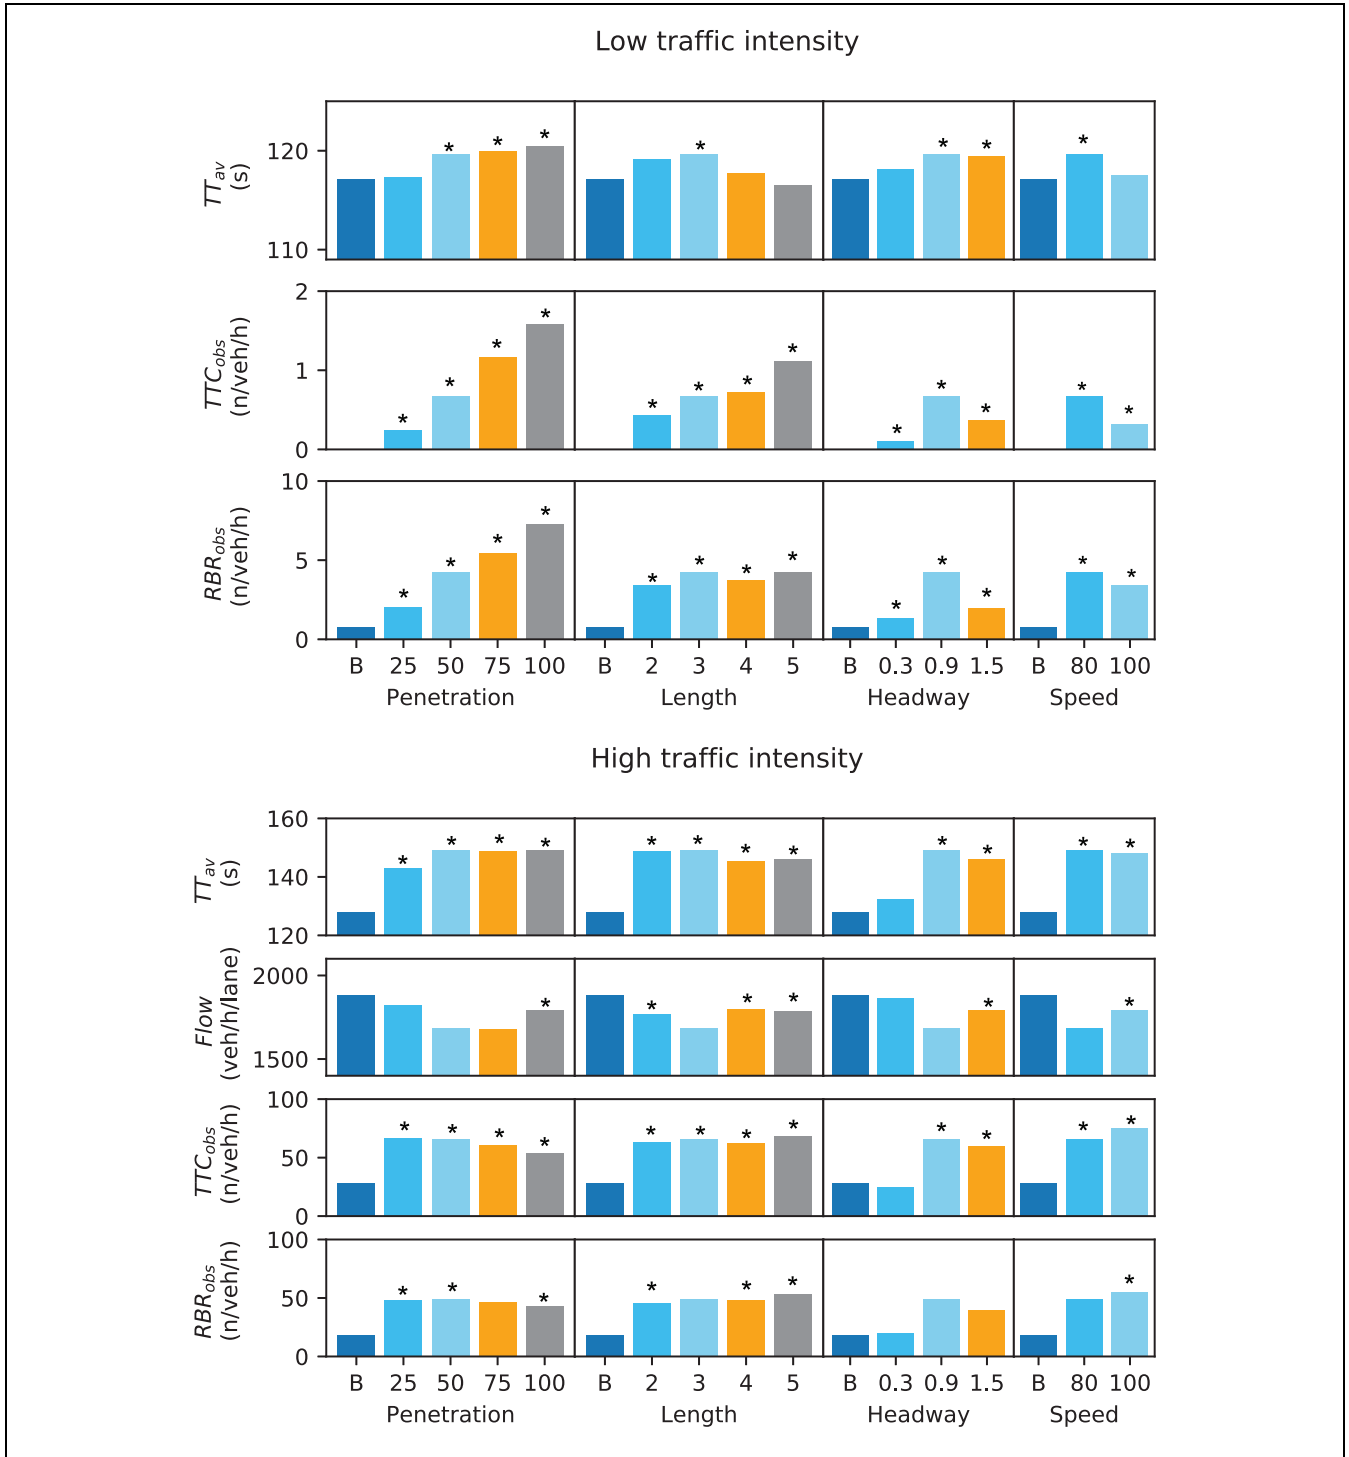 Low traffic intensity
TT_av
(s)
120
110
* * * * * * *
TTC_obs
(n/veh/h)
2
1
0
* * * * * * * * * * * * *
RBR_obs
(n/veh/h)
10
5
0
* * * * * * * * * * * * *
B 25 50 75 100 B 2 3 4 5 B 0.3 0.9 1.5 B 80 100
Penetration Length Headway Speed
High traffic intensity
TT_av
(s)
160
140
120
* * * * * * * * * * * *
Flow
(veh/h/lane)
2000
1500
* * * * * *
TTC_obs
(n/veh/h)
100
50
0
* * * * * * * * * * * *
RBR_obs
(n/veh/h)
100
50
0
* * * * * * *
B 25 50 75 100 B 2 3 4 5 B 0.3 0.9 1.5 B 80 100
Penetration Length Headway Speed